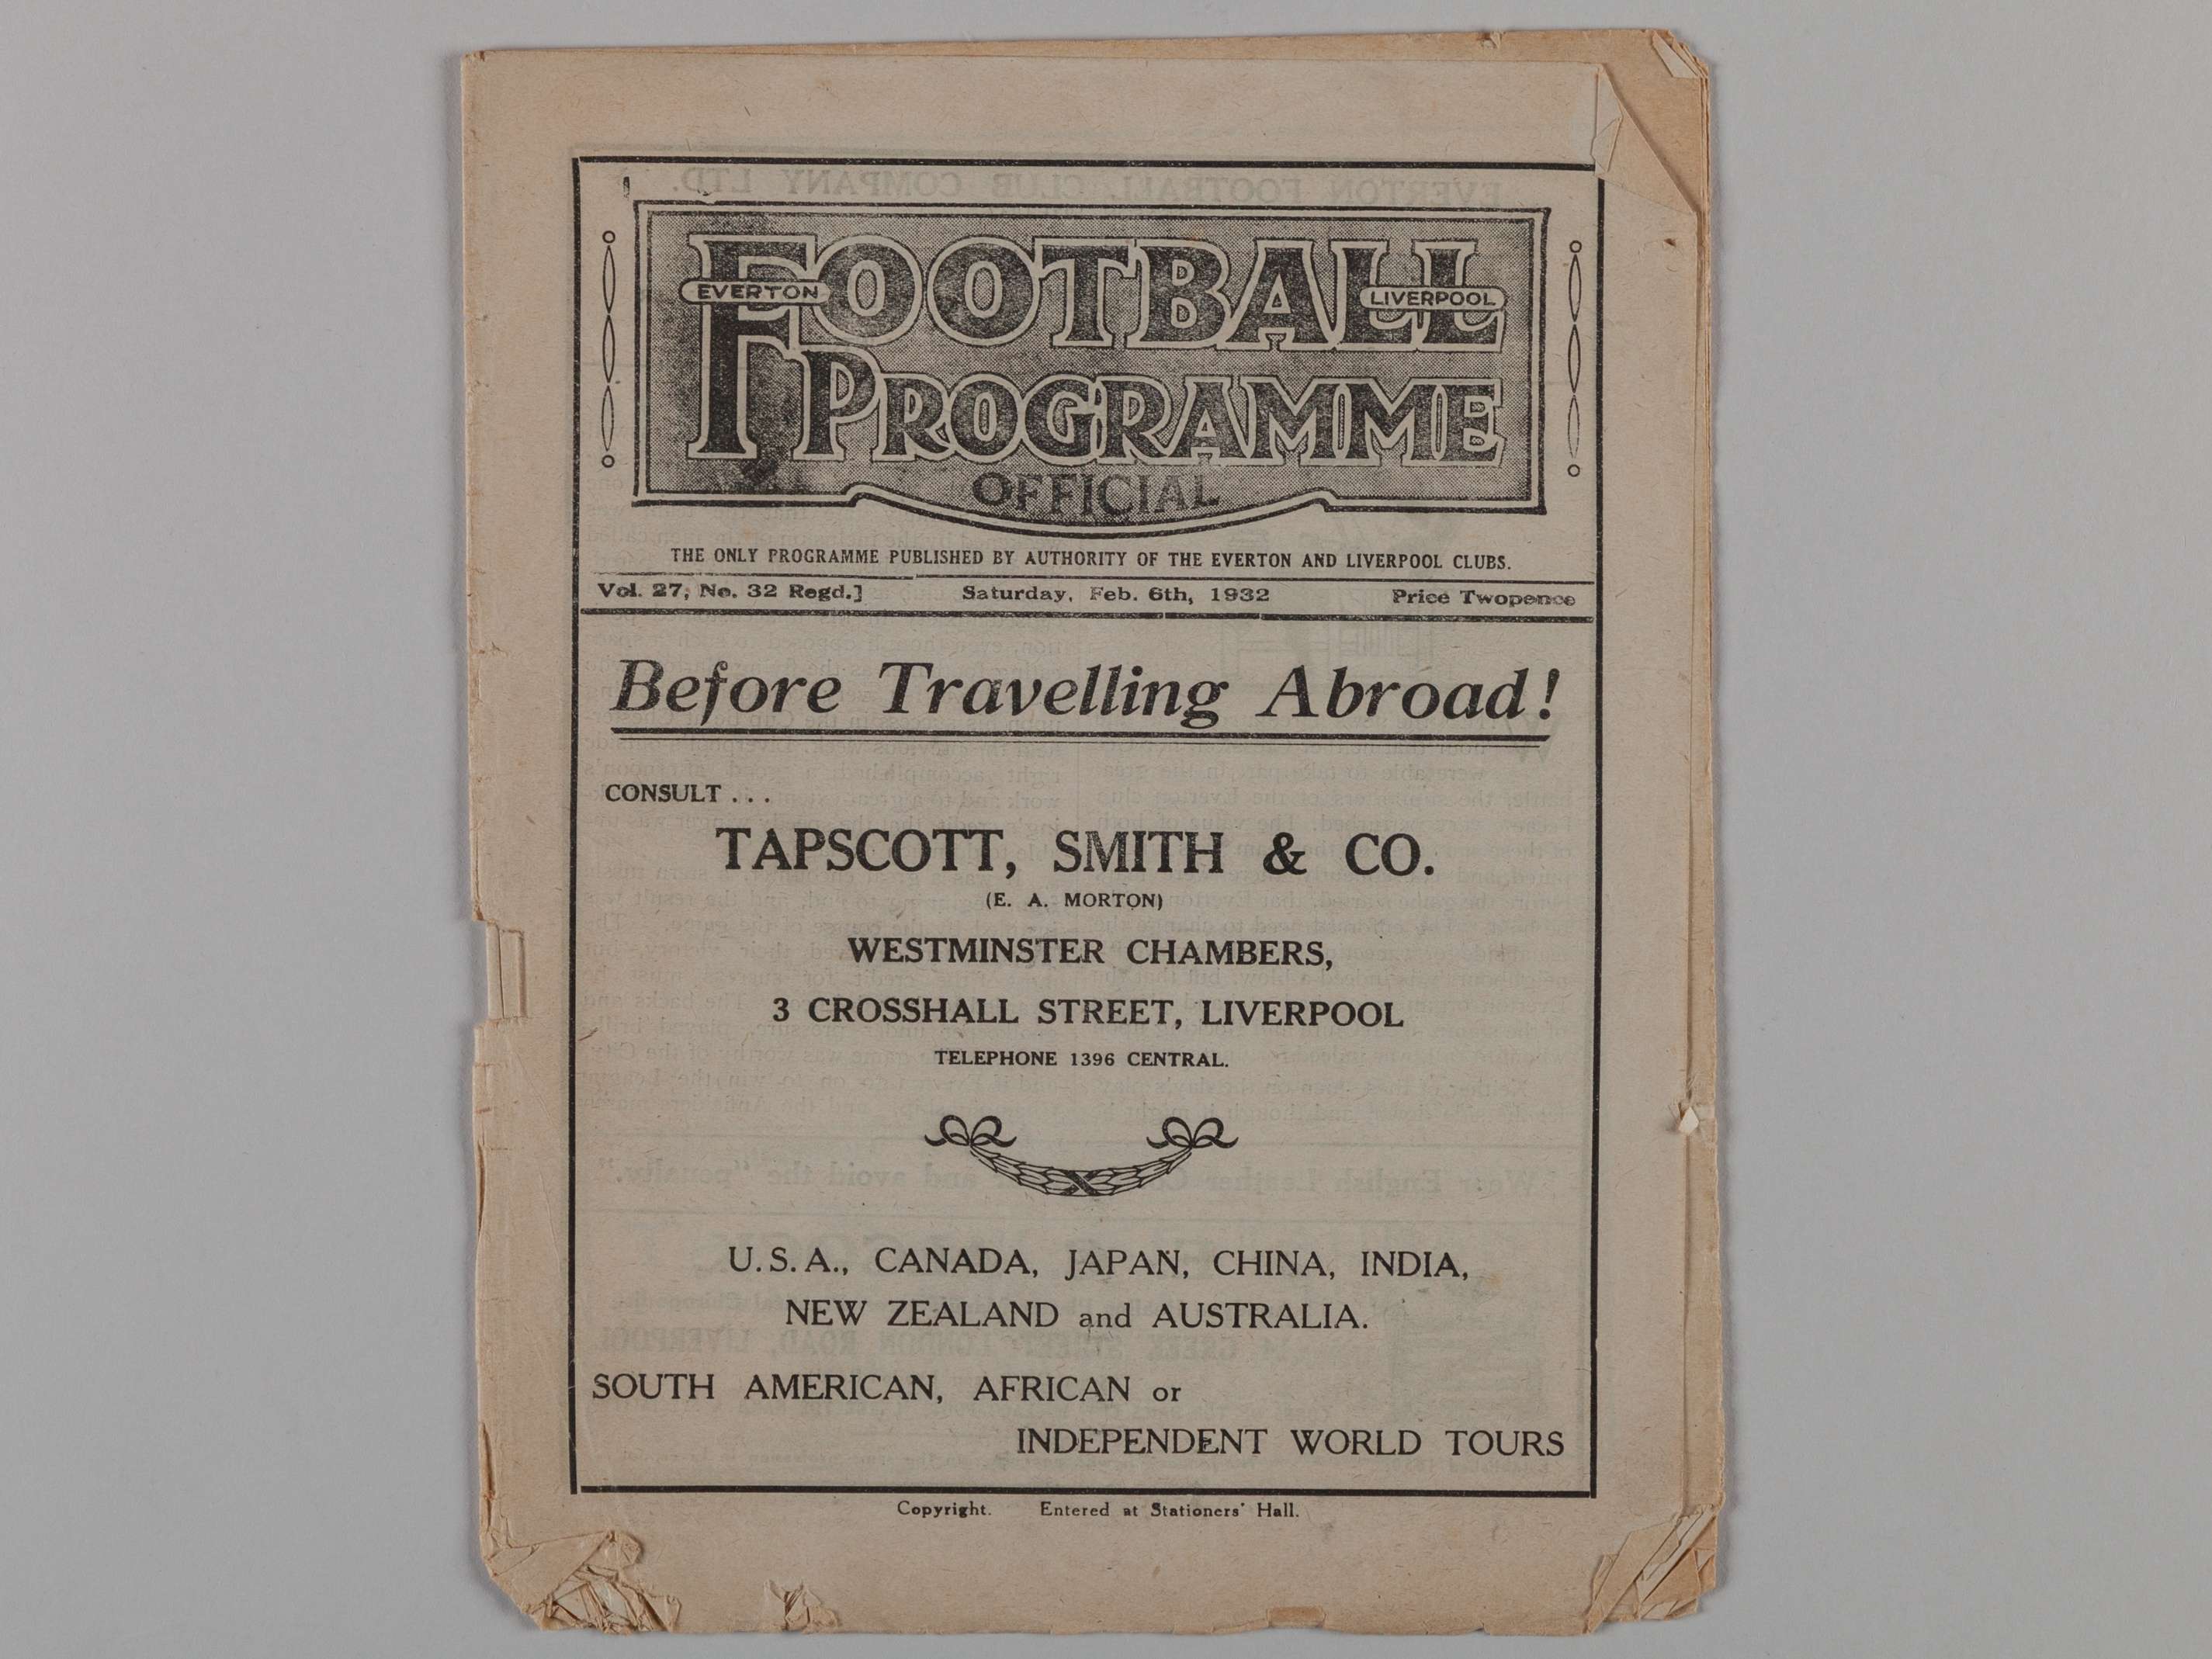 EVERTON
LIVERPOOL
FOOTBALL
PROGRAMME
OFFICIAL
THE ONLY PROGRAMME PUBLISHED BY AUTHORITY OF THE EVERTON AND LIVERPOOL CLUBS.
Vol. 27, No. 32 Regd.] Saturday, Feb. 6th, 1932 Price Twopence
Before Travelling Abroad!
CONSULT . . .
TAPSCOTT, SMITH & CO.
(E. A. MORTON)
WESTMINSTER CHAMBERS,
3 CROSSHALL STREET, LIVERPOOL
TELEPHONE 1396 CENTRAL.
U.S.A., CANADA, JAPAN, CHINA, INDIA,
NEW ZEALAND and AUSTRALIA.
SOUTH AMERICAN, AFRICAN or
INDEPENDENT WORLD TOURS
Copyright. Entered at Stationers' Hall.